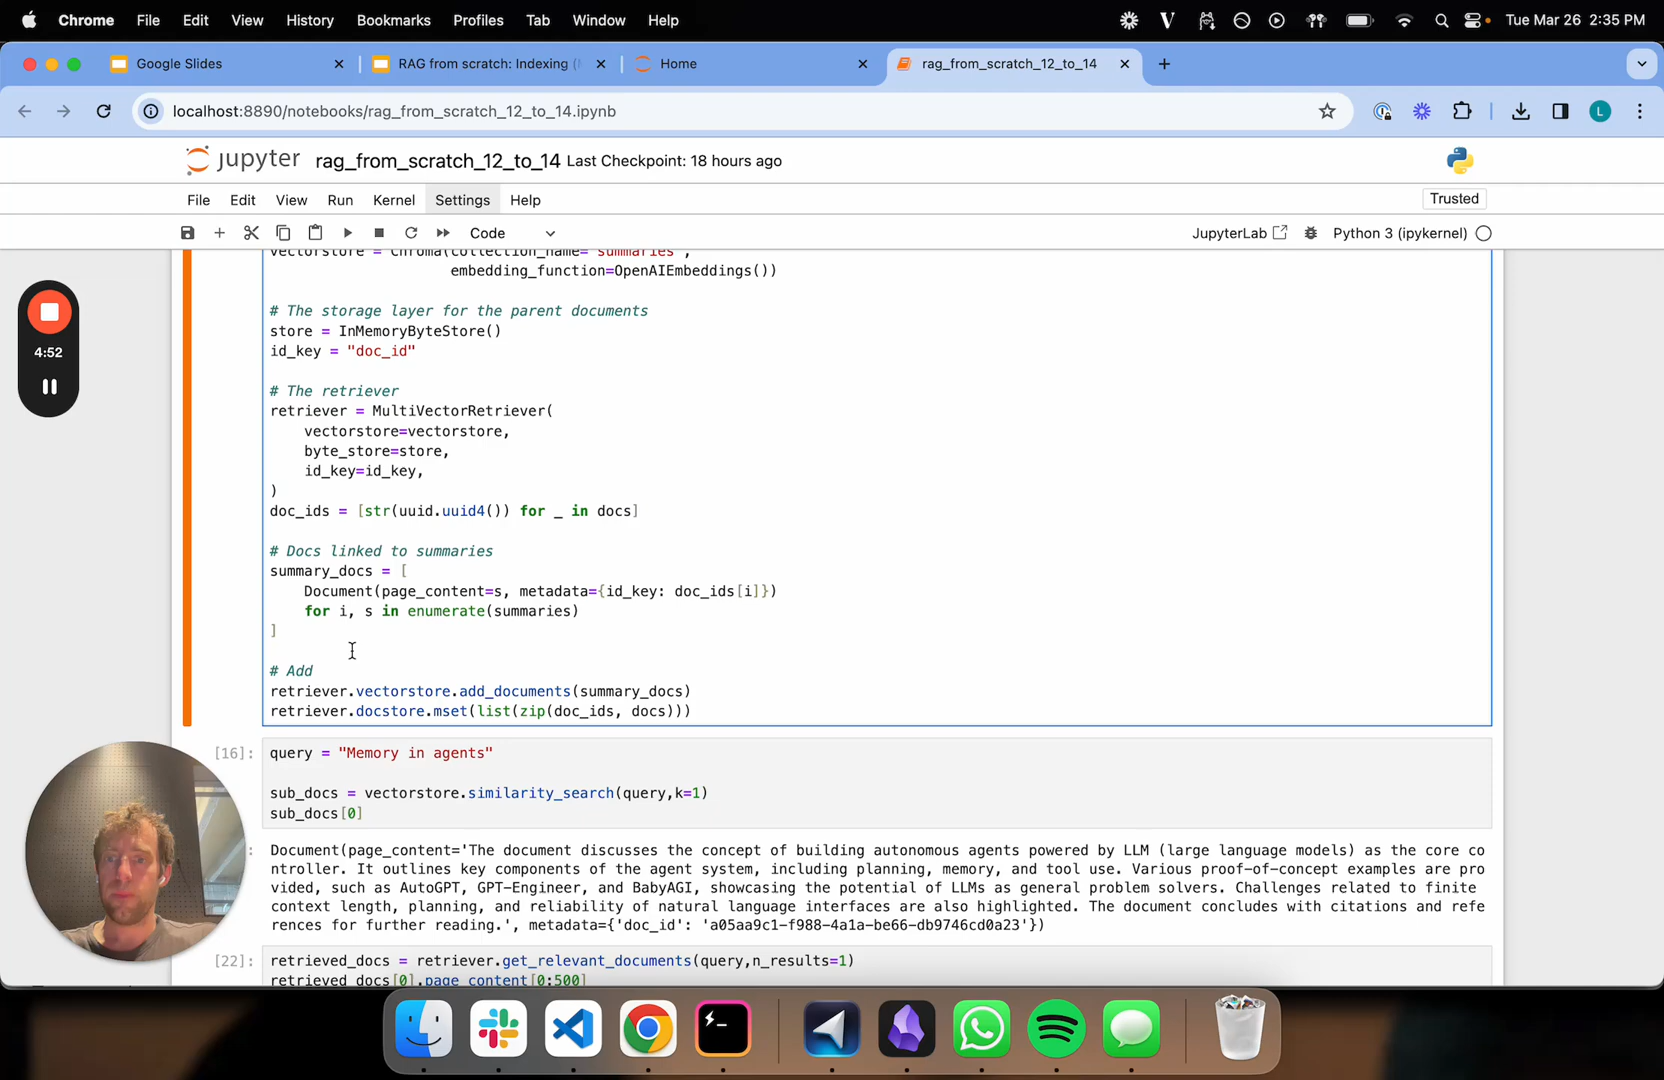 Chrome File Edit View History Bookmarks Profiles Tab Window Help Tue Mar 26 2:35 PM
Google Slides RAG from scratch: Indexing ( Home rag_from_scratch_12_to_14
localhost:8890/notebooks/rag_from_scratch_12_to_14.ipynb L
jupyter rag_from_scratch_12_to_14 Last Checkpoint: 18 hours ago
File Edit View Run Kernel Settings Help Trusted
Code JupyterLab Python 3 (ipykernel)
vectorstore = Chroma(collection_name="summaries",
embedding_function=OpenAIEmbeddings())
# The storage layer for the parent documents
store = InMemoryByteStore()
id_key = "doc_id"
4:52
# The retriever
retriever = MultiVectorRetriever(
vectorstore=vectorstore,
byte_store=store,
id_key=id_key,
)
doc_ids = [str(uuid.uuid4()) for _ in docs]
# Docs linked to summaries
summary_docs = [
Document(page_content=s, metadata={id_key: doc_ids[i]})
for i, s in enumerate(summaries)
]
# Add
retriever.vectorstore.add_documents(summary_docs)
retriever.docstore.mset(list(zip(doc_ids, docs)))
[16]: query = "Memory in agents"
sub_docs = vectorstore.similarity_search(query,k=1)
sub_docs[0]
: Document(page_content='The document discusses the concept of building autonomous agents powered by LLM (large language models) as the core co
ntroller. It outlines key components of the agent system, including planning, memory, and tool use. Various proof-of-concept examples are pro
vided, such as AutoGPT, GPT-Engineer, and BabyAGI, showcasing the potential of LLMs as general problem solvers. Challenges related to finite
context length, planning, and reliability of natural language interfaces are also highlighted. The document concludes with citations and refe
rences for further reading.', metadata={'doc_id': 'a05aa9c1-f988-4a1a-be66-db9746cd0a23'})
[22]: retrieved_docs = retriever.get_relevant_documents(query,n_results=1)
retrieved_docs[0].page_content[0:500]